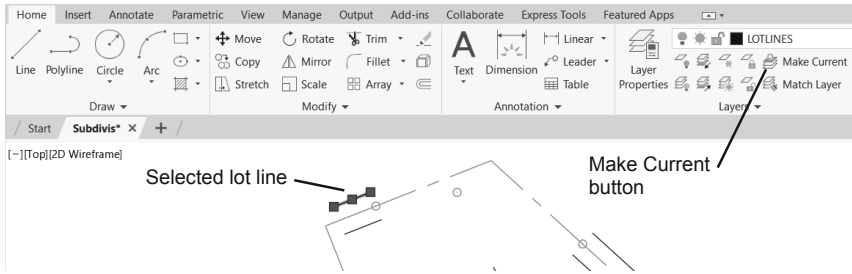 Home Insert Annotate Parametric View Manage Output Add-ins Collaborate Express Tools Featured Apps
Move Rotate Trim Linear LOTLINES
Copy Mirror Fillet Leader Make Current
Line Polyline Circle Arc Stretch Scale Array Text Dimension Table Layer Properties Match Layer
Draw Modify Annotation Layers
Start Subdivis* × +
[−][Top][2D Wireframe]
Selected lot line
Make Current
button